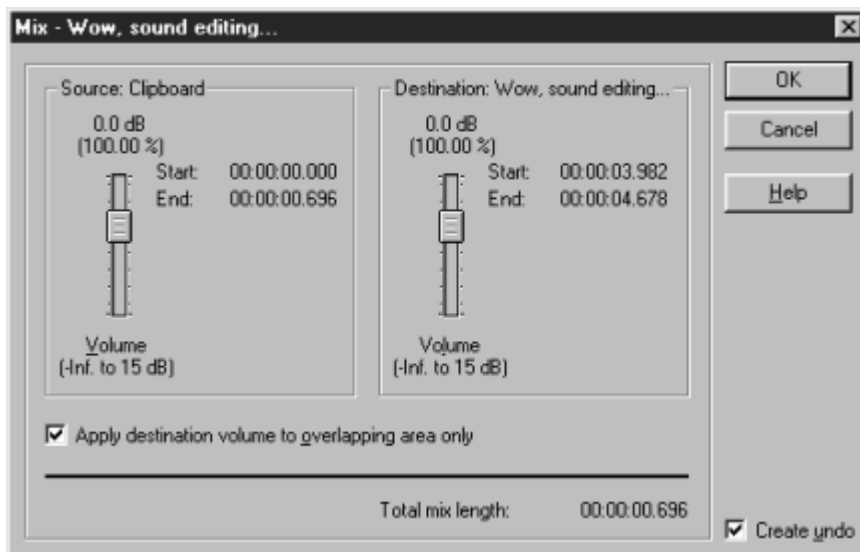 Mix - Wow, sound editing...
Source: Clipboard
0.0 dB
(100.00 %)
Start: 00:00:00.000
End: 00:00:00.696
Volume
(-Inf. to 15 dB)
Destination: Wow, sound editing...
0.0 dB
(100.00 %)
Start: 00:00:03.982
End: 00:00:04.678
Volume
(-Inf. to 15 dB)
Apply destination volume to overlapping area only
Total mix length: 00:00:00.696
OK
Cancel
Help
Create undo